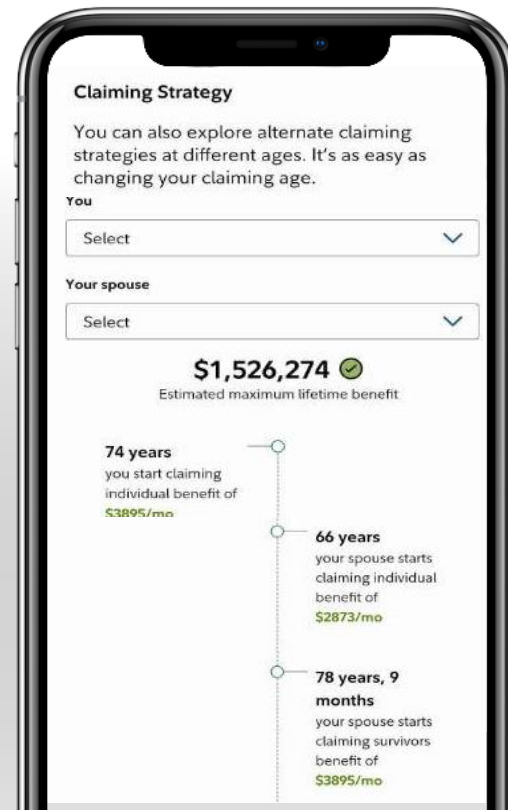 Claiming Strategy
You can also explore alternate claiming
strategies at different ages. It's as easy as
changing your claiming age.
You
Select
Your spouse
Select
$1,526,274
Estimated maximum lifetime benefit
74 years
you start claiming
individual benefit of
$3895/mo
66 years
your spouse starts
claiming individual
benefit of
$2873/mo
78 years, 9
months
your spouse starts
claiming survivors
benefit of
$3895/mo